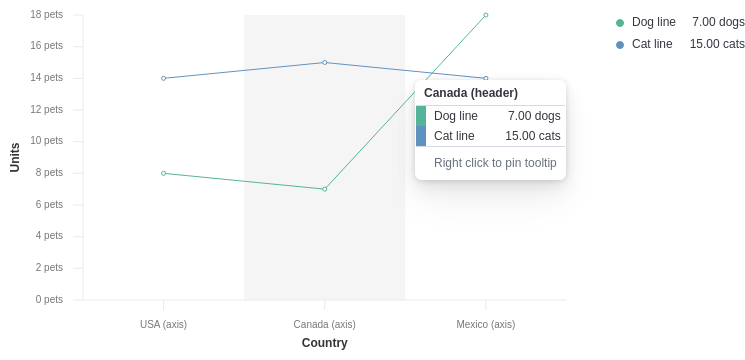 18 pets
16 pets
14 pets
12 pets
10 pets
8 pets
6 pets
4 pets
2 pets
0 pets
Units
USA (axis)
Canada (axis)
Mexico (axis)
Country
Canada (header)
Dog line 7.00 dogs
Cat line 15.00 cats
Right click to pin tooltip
Dog line 7.00 dogs
Cat line 15.00 cats